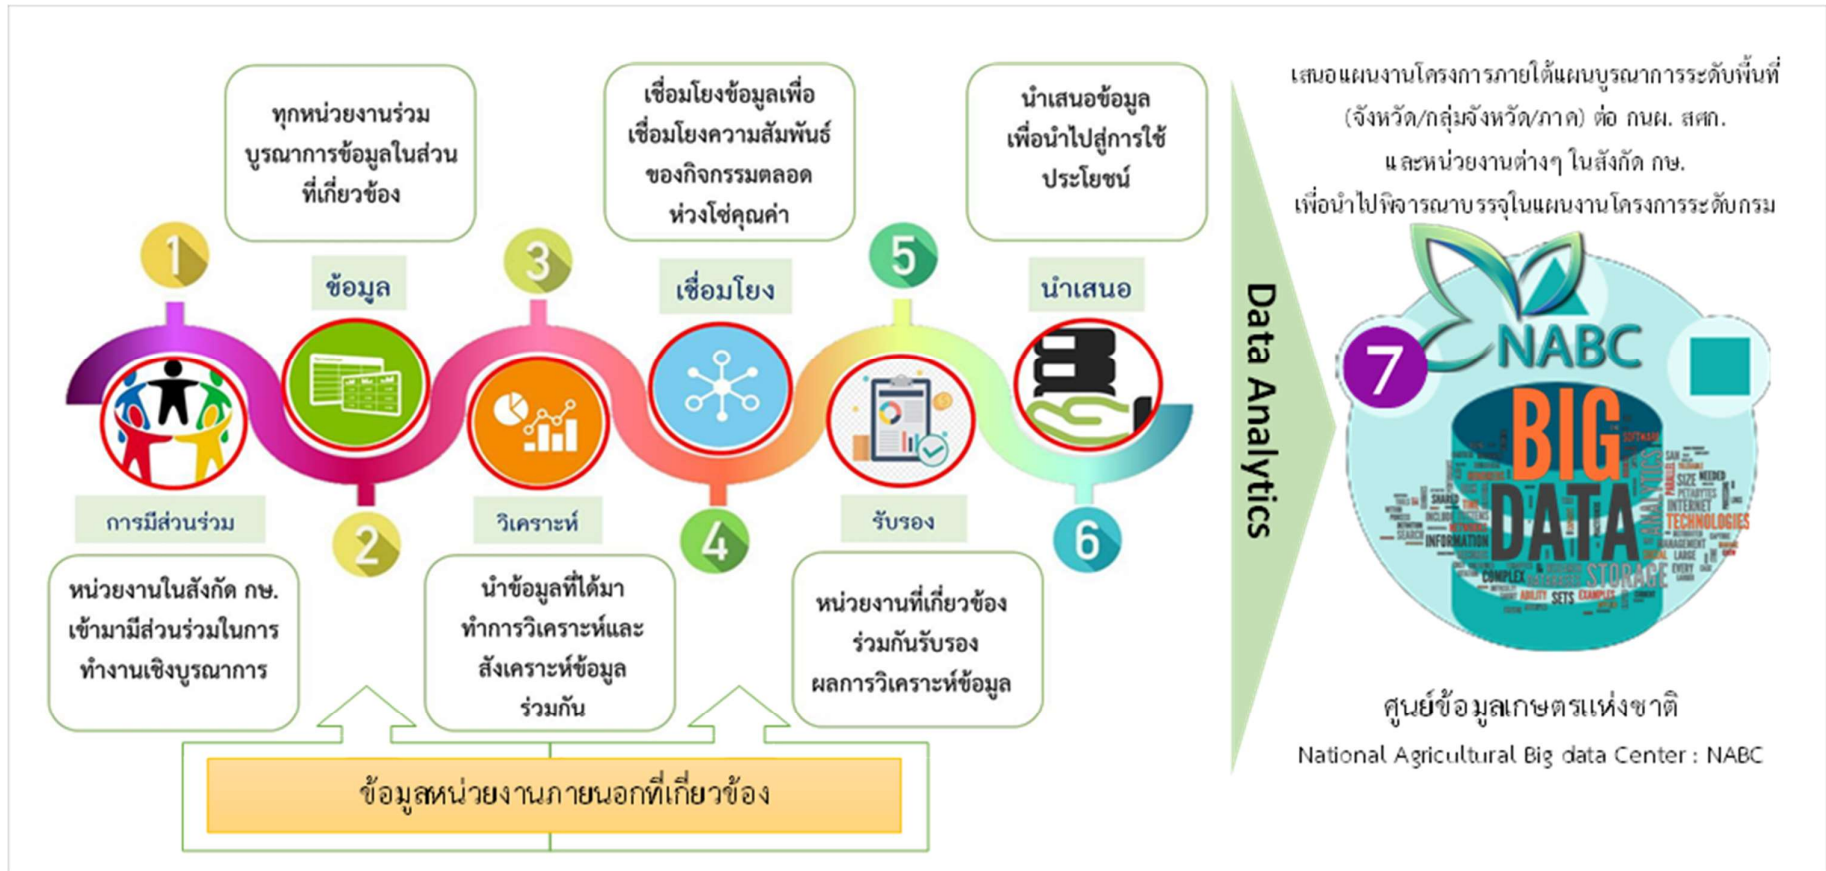 1
การมีส่วนร่วม
หน่วยงานในสังกัด กษ.
เข้ามามีส่วนร่วมในการ
ทำงานเชิงบูรณาการ
ทุกหน่วยงานร่วม
บูรณาการข้อมูลในส่วน
ที่เกี่ยวข้อง
ข้อมูล
2
3
วิเคราะห์
นำข้อมูลที่ได้มา
ทำการวิเคราะห์และ
สังเคราะห์ข้อมูล
ร่วมกัน
เชื่อมโยงข้อมูลเพื่อ
เชื่อมโยงความสัมพันธ์
ของกิจกรรมตลอด
ห่วงโซ่คุณค่า
เชื่อมโยง
4
5
รับรอง
หน่วยงานที่เกี่ยวข้อง
ร่วมกันรับรอง
ผลการวิเคราะห์ข้อมูล
นำเสนอข้อมูล
เพื่อนำไปสู่การใช้
ประโยชน์
นำเสนอ
6
ข้อมูลหน่วยงานภายนอกที่เกี่ยวข้อง
Data Analytics
เสนอแผนงานโครงการภายใต้แผนบูรณาการระดับพื้นที่
(จังหวัด/กลุ่มจังหวัด/ภาค) ต่อ กนผ. สศก.
และหน่วยงานต่างๆ ในสังกัด กษ.
เพื่อนำไปพิจารณาบรรจุในแผนงานโครงการระดับกรม
7
NABC
BIG
DATA
SOFTWARE
ANALYTICS
PARALLEL
SAN
SIZE NEEDED
PETABYTES
INTERNET
TECHNOLOGIES
MANAGEMENT
LARGE
EVERY
STORAGE
SHARED
INCLUDE
SEARCH
INFORMATION
COMPLEX
ABILITY SETS EXAMPLES
ศูนย์ข้อมูลเกษตรแห่งชาติ
National Agricultural Big data Center : NABC